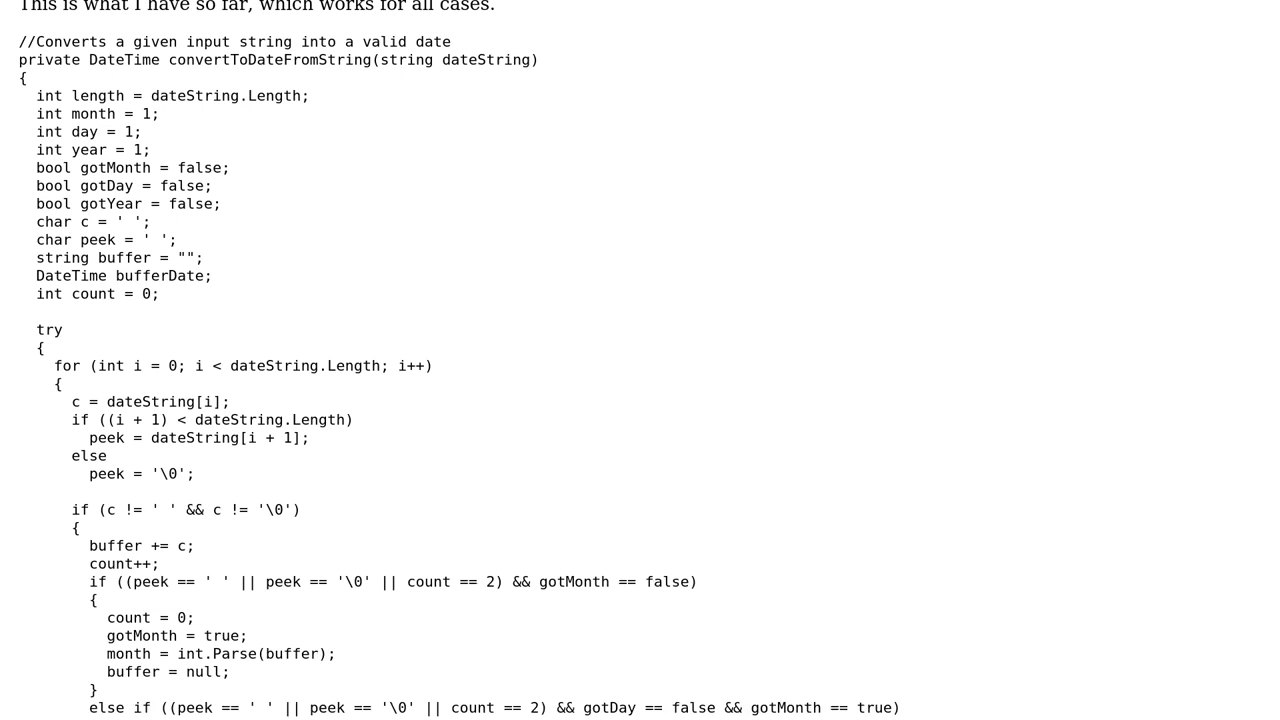 This is what I have so far, which works for all cases.
//Converts a given input string into a valid date
private DateTime convertToDateFromString(string dateString)
{
  int length = dateString.Length;
  int month = 1;
  int day = 1;
  int year = 1;
  bool gotMonth = false;
  bool gotDay = false;
  bool gotYear = false;
  char c = ' ';
  char peek = ' ';
  string buffer = "";
  DateTime bufferDate;
  int count = 0;

  try
  {
    for (int i = 0; i < dateString.Length; i++)
    {
      c = dateString[i];
      if ((i + 1) < dateString.Length)
        peek = dateString[i + 1];
      else
        peek = '\0';

      if (c != ' ' && c != '\0')
      {
        buffer += c;
        count++;
        if ((peek == ' ' || peek == '\0' || count == 2) && gotMonth == false)
        {
          count = 0;
          gotMonth = true;
          month = int.Parse(buffer);
          buffer = null;
        }
        else if ((peek == ' ' || peek == '\0' || count == 2) && gotDay == false && gotMonth == true)